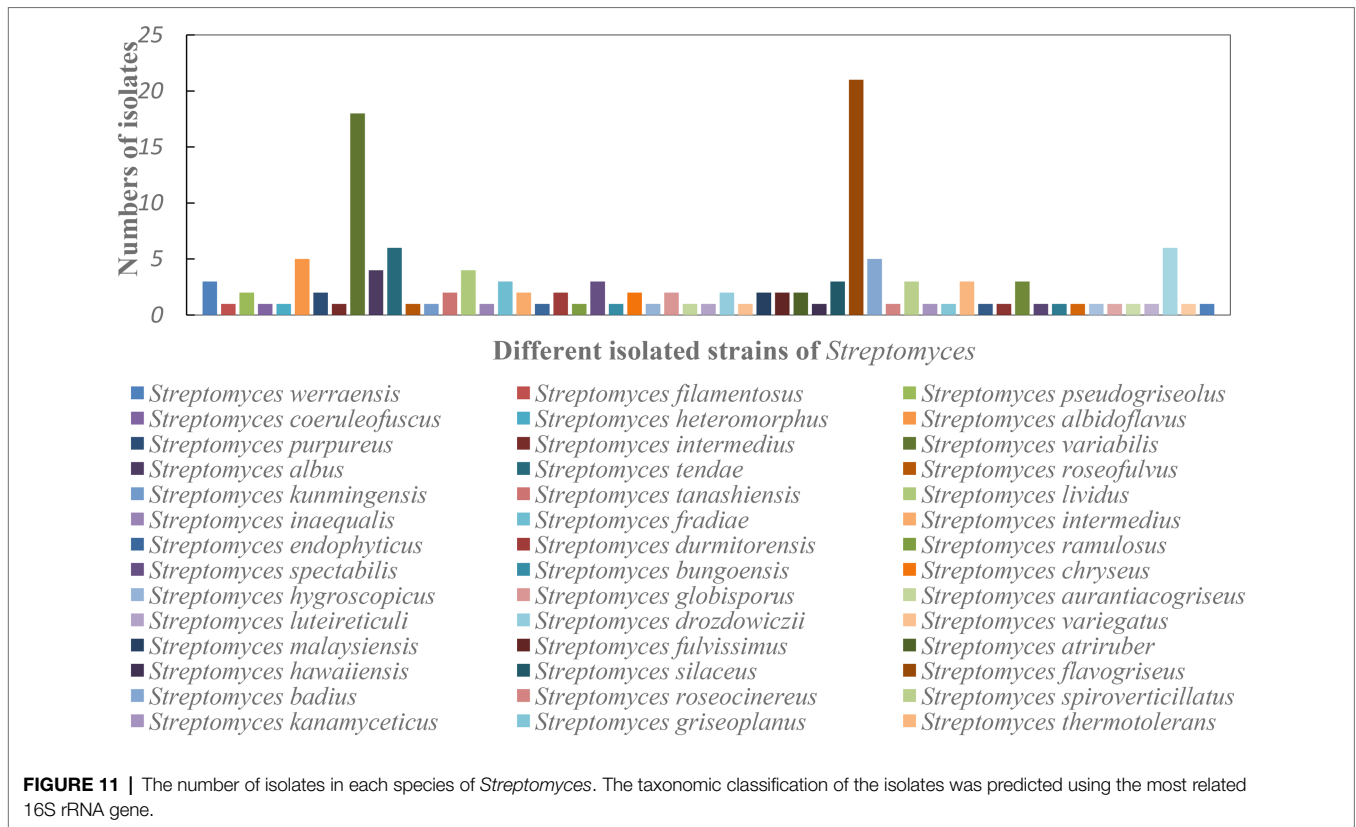 25
20
15
10
5
0
Numbers of isolates
Different isolated strains of Streptomyces
Streptomyces werraensis Streptomyces filamentosus Streptomyces pseudogriseolus
Streptomyces coeruleofuscus Streptomyces heteromorphus Streptomyces albidoflavus
Streptomyces purpureus Streptomyces intermedius Streptomyces variabilis
Streptomyces albus Streptomyces tendae Streptomyces roseofulvus
Streptomyces kunmingensis Streptomyces tanashiensis Streptomyces lividus
Streptomyces inaequalis Streptomyces fradiae Streptomyces intermedius
Streptomyces endophyticus Streptomyces durmitorensis Streptomyces ramulosus
Streptomyces spectabilis Streptomyces bungoensis Streptomyces chryseus
Streptomyces hygroscopicus Streptomyces globisporus Streptomyces aurantiacogriseus
Streptomyces luteireticuli Streptomyces drozdowiczii Streptomyces variegatus
Streptomyces malaysiensis Streptomyces fulvissimus Streptomyces atriruber
Streptomyces hawaiiensis Streptomyces silaceus Streptomyces flavogriseus
Streptomyces badius Streptomyces roseocinereus Streptomyces spiroverticillatus
Streptomyces kanamyceticus Streptomyces griseoplanus Streptomyces thermotolerans
FIGURE 11 | The number of isolates in each species of Streptomyces. The taxonomic classification of the isolates was predicted using the most related
16S rRNA gene.